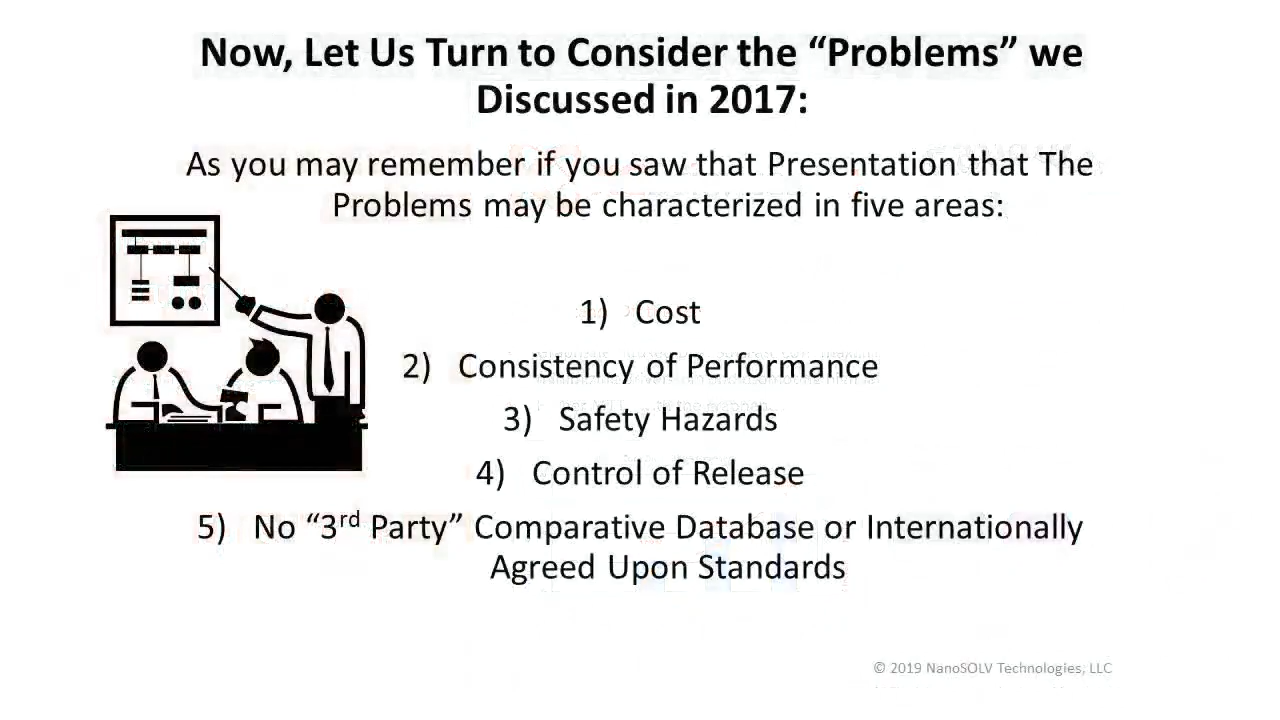 Now, Let Us Turn to Consider the “Problems” we
Discussed in 2017:
As you may remember if you saw that Presentation that The
Problems may be characterized in five areas:
1) Cost
2) Consistency of Performance
3) Safety Hazards
4) Control of Release
5) No “3rd Party” Comparative Database or Internationally
Agreed Upon Standards
© 2019 NanoSOLV Technologies, LLC